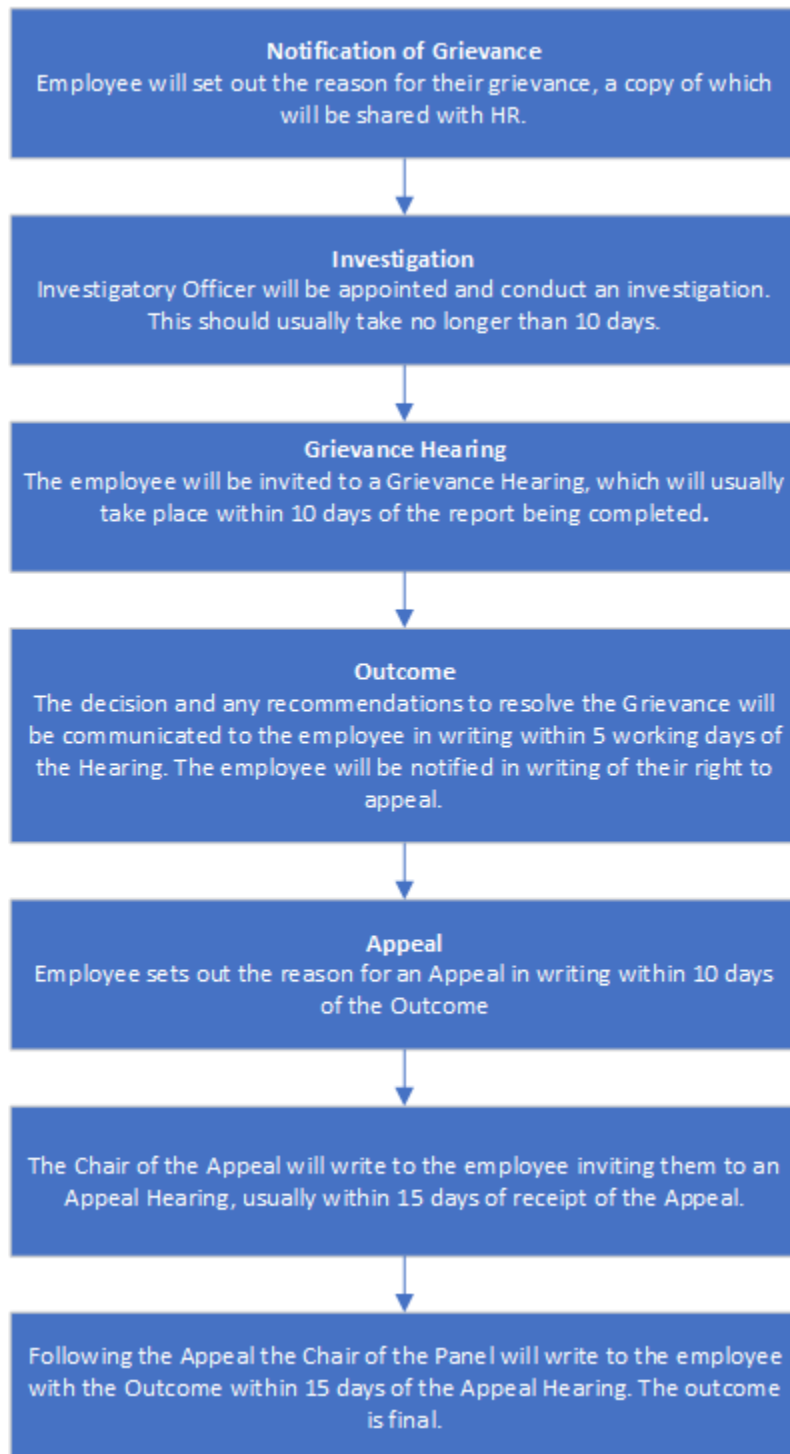 Notification of Grievance
Employee will set out the reason for their grievance, a copy of which
will be shared with HR.
Investigation
Investigatory Officer will be appointed and conduct an investigation.
This should usually take no longer than 10 days.
Grievance Hearing
The employee will be invited to a Grievance Hearing, which will usually
take place within 10 days of the report being completed.
Outcome
The decision and any recommendations to resolve the Grievance will
be communicated to the employee in writing within 5 working days of
the Hearing. The employee will be notified in writing of their right to
appeal.
Appeal
Employee sets out the reason for an Appeal in writing within 10 days
of the Outcome
The Chair of the Appeal will write to the employee inviting them to an
Appeal Hearing, usually within 15 days of receipt of the Appeal.
Following the Appeal the Chair of the Panel will write to the employee
with the Outcome within 15 days of the Appeal Hearing. The outcome
is final.